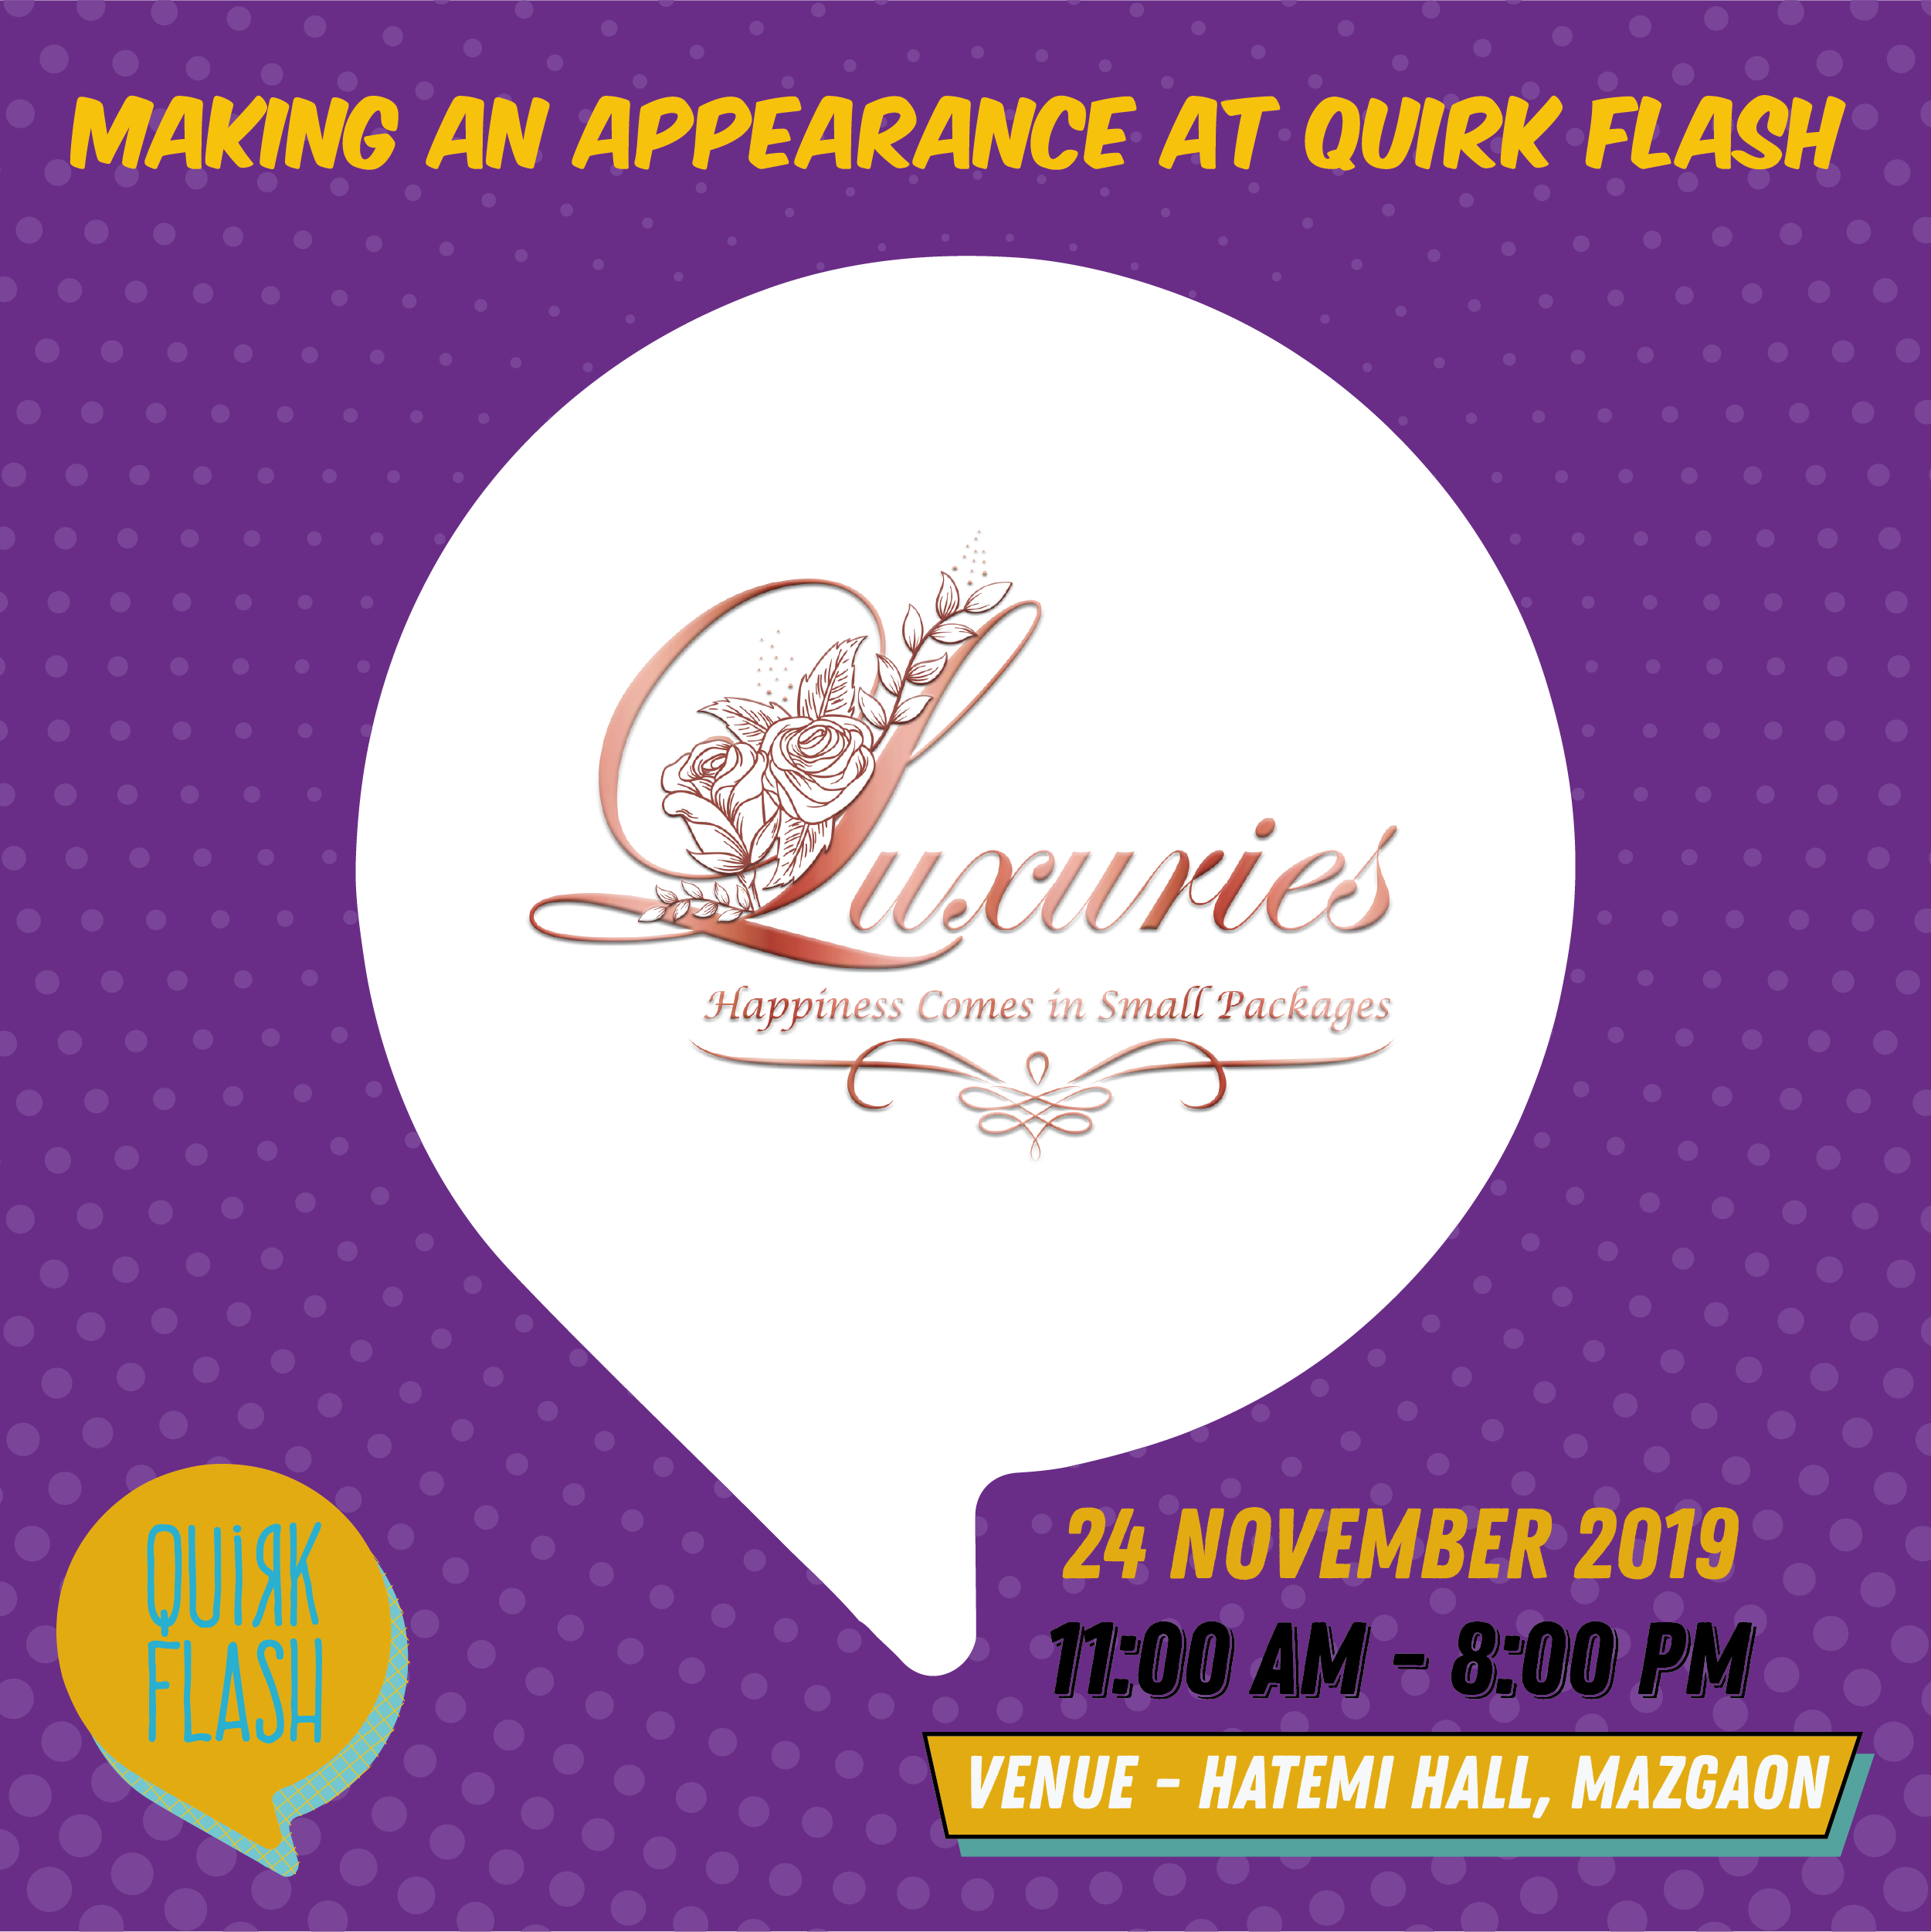 MAKING AN APPEARANCE AT QUIRK FLASH
Luxuries
Happiness Comes in Small Packages
QUiRK
FLASH
24 NOVEMBER 2019
11:00 AM - 8:00 PM
VENUE - HATEMI HALL, MAZGAON